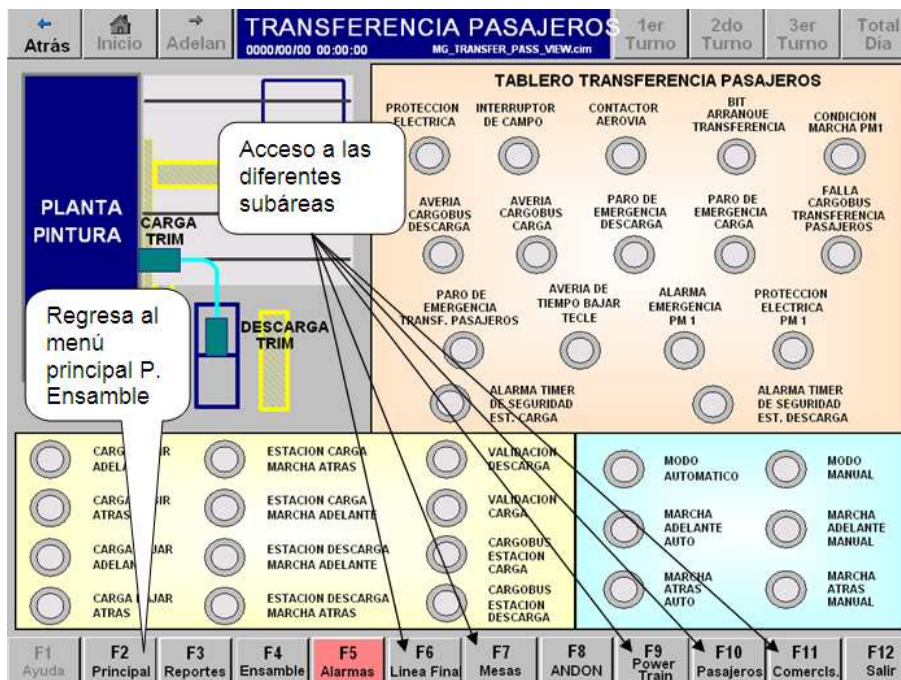 Atrás
Inicio
Adelan
TRANSFERENCIA PASAJEROS
0000/00/00 00:00:00
MG_TRANSFER_PASS_VIEW.cim
1er
Turno
2do
Turno
3er
Turno
Total
Dia
PLANTA
PINTURA
CARGA
TRIM
DESCARGA
TRIM
Acceso a las
diferentes
subáreas
Regresa al
menú
principal P.
Ensamble
TABLERO TRANSFERENCIA PASAJEROS
PROTECCION
ELECTRICA
INTERRUPTOR
DE CAMPO
CONTACTOR
AEROVIA
BIT
ARRANQUE
TRANSFERENCIA
CONDICION
MARCHA PM1
AVERIA
CARGOBUS
DESCARGA
AVERIA
CARGOBUS
CARGA
PARO DE
EMERGENCIA
DESCARGA
PARO DE
EMERGENCIA
CARGA
FALLA
CARGOBUS
TRANSFERENCIA
PASAJEROS
PARO DE
EMERGENCIA
TRANSF. PASAJEROS
AVERIA DE
TIEMPO BAJAR
TECLE
ALARMA
EMERGENCIA
PM 1
PROTECCION
ELECTRICA
PM 1
ALARMA TIMER
DE SEGURIDAD
EST. CARGA
ALARMA TIMER
DE SEGURIDAD
EST. DESCARGA
CARGA
ADELA
ESTACION CARGA
MARCHA ATRAS
VALIDACION
DESCARGA
CARGA
ATRAS
ESTACION CARGA
MARCHA ADELANTE
VALIDACION
CARGA
CARGA
ADELAN
ESTACION DESCARGA
MARCHA ADELANTE
CARGOBUS
ESTACION
CARGA
CARGA
ATRAS
ESTACION DESCARGA
MARCHA ATRAS
CARGOBUS
ESTACION
DESCARGA
MODO
AUTOMATICO
MODO
MANUAL
MARCHA
ADELANTE
AUTO
MARCHA
ADELANTE
MANUAL
MARCHA
ATRAS
AUTO
MARCHA
ATRAS
MANUAL
F1
Ayuda
F2
Principal
F3
Reportes
F4
Ensamble
F5
Alarmas
F6
Linea Final
F7
Mesas
F8
ANDON
F9
Power
Train
F10
Pasajeros
F11
Comercls.
F12
Salir